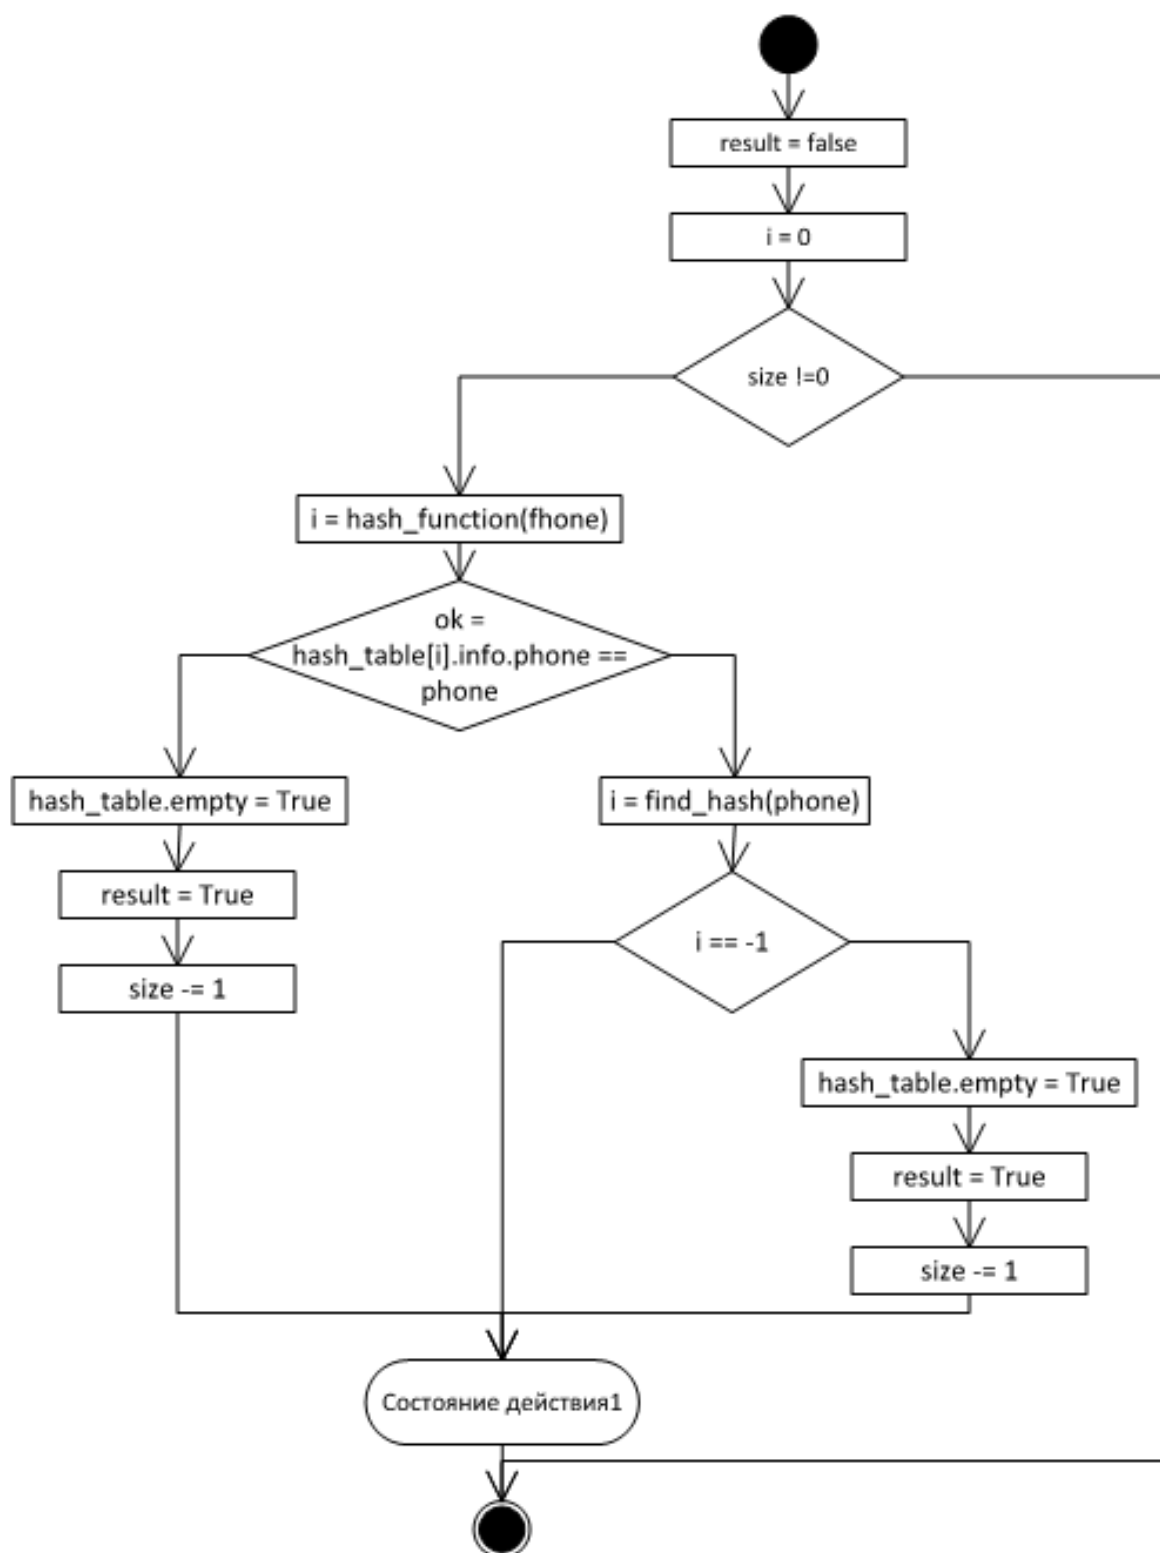 result = false
i = 0
size !=0
i = hash_function(fhone)
ok =
hash_table[i].info.phone ==
phone
hash_table.empty = True
i = find_hash(phone)
result = True
i == -1
size -= 1
hash_table.empty = True
result = True
size -= 1
Состояние действия1